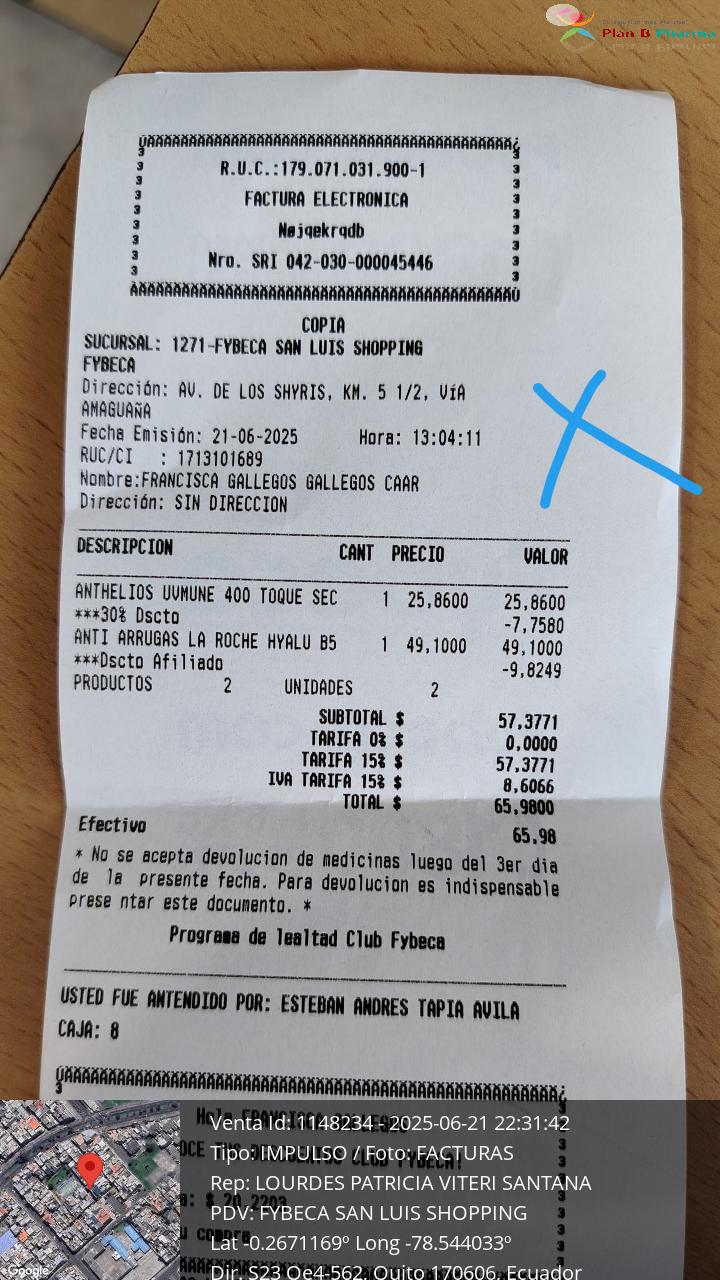 Plan B Pharma
R.U.C.:179.071.031.900-1
FACTURA ELECTRONICA
Nøjqekrqdb
Nro. SRI 042-030-000045446
COPIA
SUCURSAL: 1271-FYBECA SAN LUIS SHOPPING
FYBECA
Dirección: AV. DE LOS SHYRIS, KM. 5 1/2, VíA
AMAGUAÑA
Fecha Emisión: 21-06-2025 Hora: 13:04:11
RUC/CI : 1713101689
Nombre:FRANCISCA GALLEGOS GALLEGOS CAAR
Dirección: SIN DIRECCION
DESCRIPCION CANT PRECIO VALOR
ANTHELIOS UVMUNE 400 TOQUE SEC 1 25,8600 25,8600
***30% Dscto -7,7580
ANTI ARRUGAS LA ROCHE HYALU B5 1 49,1000 49,1000
***Dscto Afiliado -9,8249
PRODUCTOS 2 UNIDADES 2
SUBTOTAL $ 57,3771
TARIFA 0% $ 0,0000
TARIFA 15% $ 57,3771
IVA TARIFA 15% $ 8,6066
TOTAL $ 65,9800
Efectivo 65,98
* No se acepta devolucion de medicinas luego del 3er dia
de la presente fecha. Para devolucion es indispensable
prese ntar este documento. *
Programa de lealtad Club Fybeca
USTED FUE ANTENDIDO POR: ESTEBAN ANDRES TAPIA AVILA
CAJA: 8
Venta Id: 1148234 - 2025-06-21 22:31:42
Tipo: IMPULSO / Foto: FACTURAS
Rep: LOURDES PATRICIA VITERI SANTANA
PDV: FYBECA SAN LUIS SHOPPING
Lat -0.2671169º Long -78.544033º
Dir: S23 Oe4-562, Quito 170606, Ecuador
Google